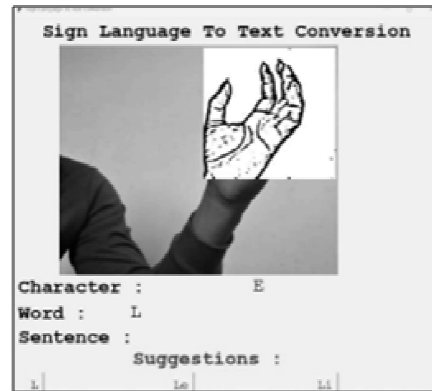 Sign Language To Text Conversion
Character : E
Word : L
Sentence :
Suggestions :
L Le Li